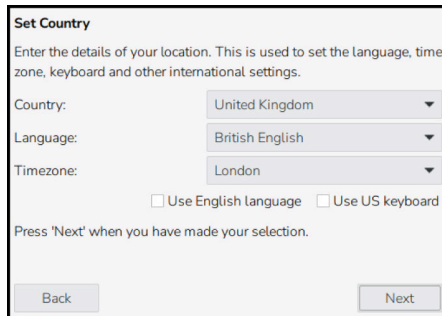 Set Country
Enter the details of your location. This is used to set the language, time
zone, keyboard and other international settings.
Country: United Kingdom
Language: British English
Timezone: London
Use English language Use US keyboard
Press 'Next' when you have made your selection.
Back Next